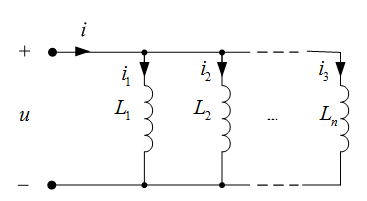 i
+
i₁
i₂
i₃
u
L₁
L₂
...
Lₙ
−